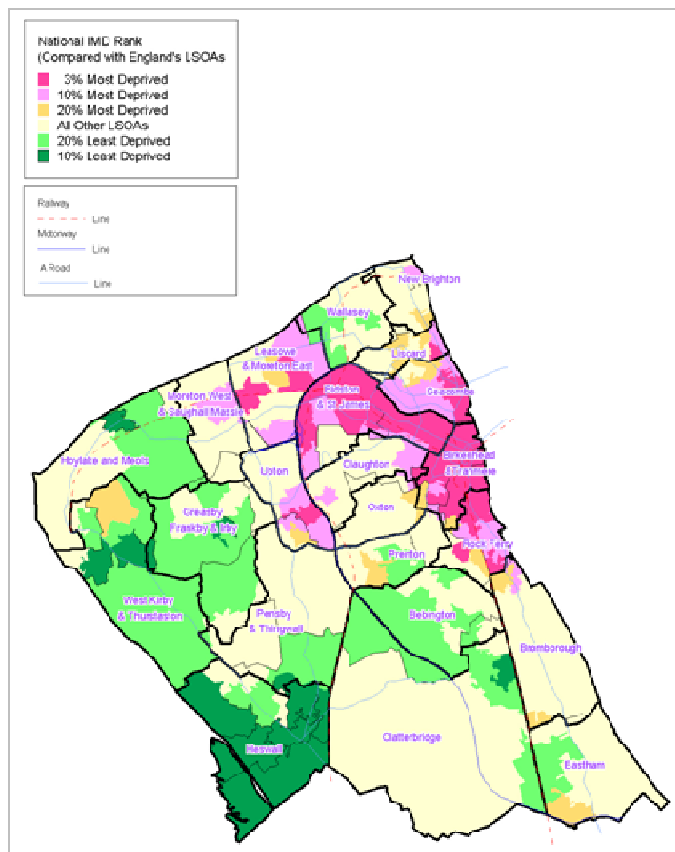 National IMD Rank
(Compared with England's LSOAs
3% Most Deprived
10% Most Deprived
20% Most Deprived
All Other LSOAs
20% Least Deprived
10% Least Deprived
Railway
Line
Motorway
Line
A Road
Line
New Brighton
Wallasey
Liscard
Leasowe
& Moreton East
Seacombe
Bidston
& St James
Moreton West
& Saughall Massie
Birkenhead
& Tranmere
Hoylake and Meols
Upton
Claughton
Oxton
Greasby
Frankby & Irby
Rock Ferry
Prenton
West Kirby
& Thurstaston
Pensby
& Thingwall
Bebington
Bromborough
Clatterbridge
Heswall
Eastham